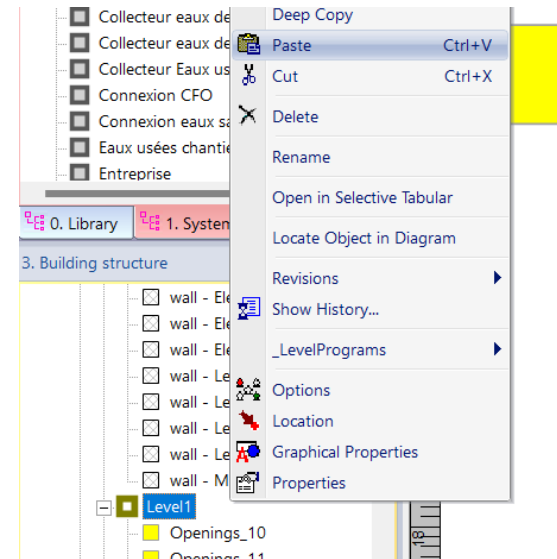 Collecteur eaux de
Collecteur eaux de
Collecteur Eaux us
Connexion CFO
Connexion eaux sa
Eaux usées chantie
Entreprise
0. Library
1. System
3. Building structure
wall - Ele
wall - Ele
wall - Ele
wall - Le
wall - Le
wall - Le
wall - Le
wall - M
Level1
Openings_10
Openings_11
Deep Copy
Paste Ctrl+V
Cut Ctrl+X
Delete
Rename
Open in Selective Tabular
Locate Object in Diagram
Revisions
Show History...
_LevelPrograms
Options
Location
Graphical Properties
Properties
18